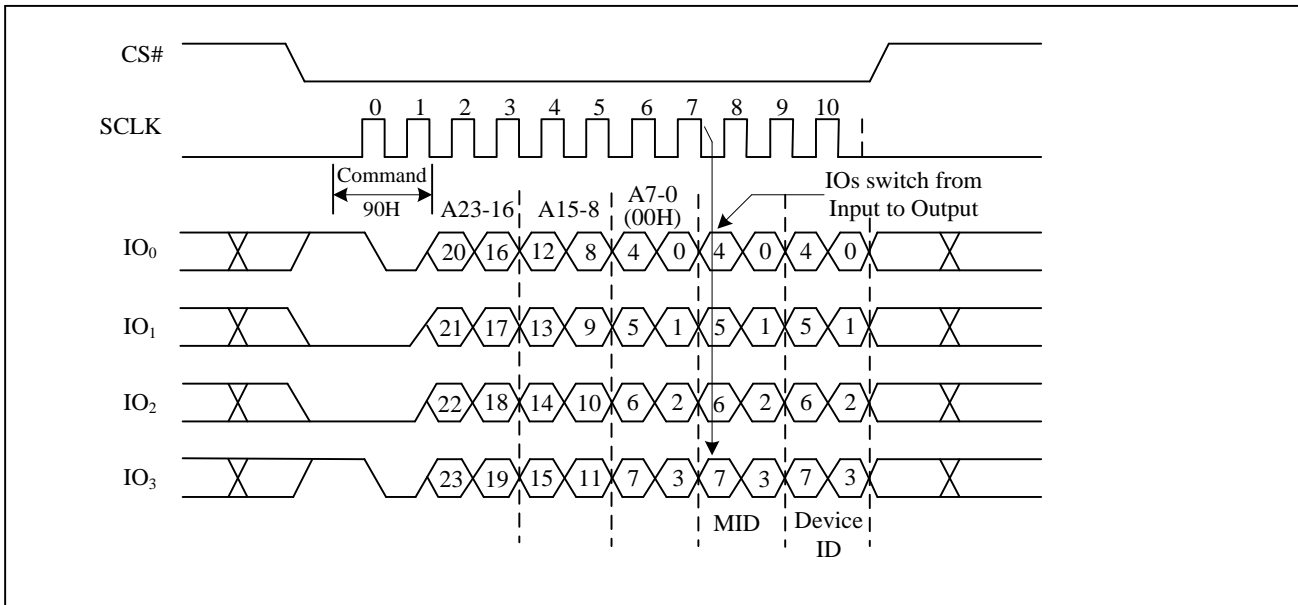 CS#
0 1 2 3 4 5 6 7 8 9 10
SCLK
Command
90H
A23-16 A15-8 A7-0
(00H)
IOs switch from
Input to Output
IO₀ 20 16 12 8 4 0 4 0 4 0
IO₁ 21 17 13 9 5 1 5 1 5 1
IO₂ 22 18 14 10 6 2 6 2 6 2
IO₃ 23 19 15 11 7 3 7 3 7 3
MID Device
ID